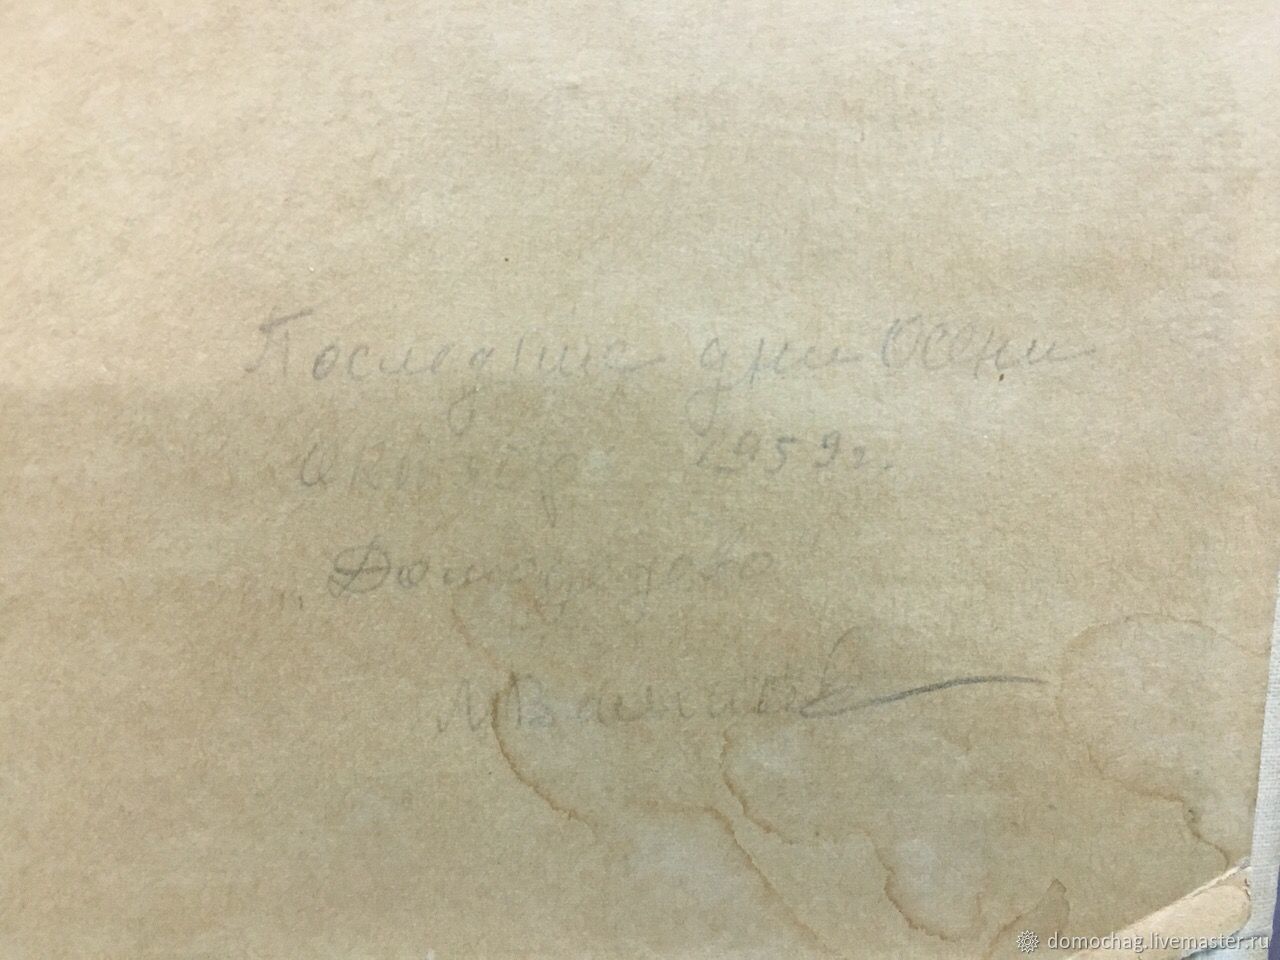 Последние дни Осени
Октябрь 1959 г.
„Домодедово"
domochag.livemaster.ru